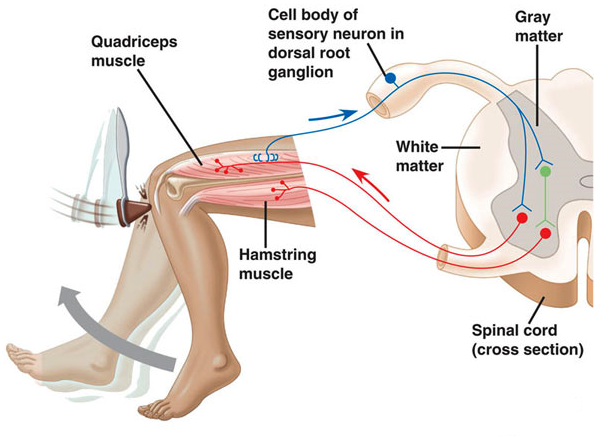 Cell body of
sensory neuron in
dorsal root
ganglion
Gray
matter
Quadriceps
muscle
White
matter
Hamstring
muscle
Spinal cord
(cross section)